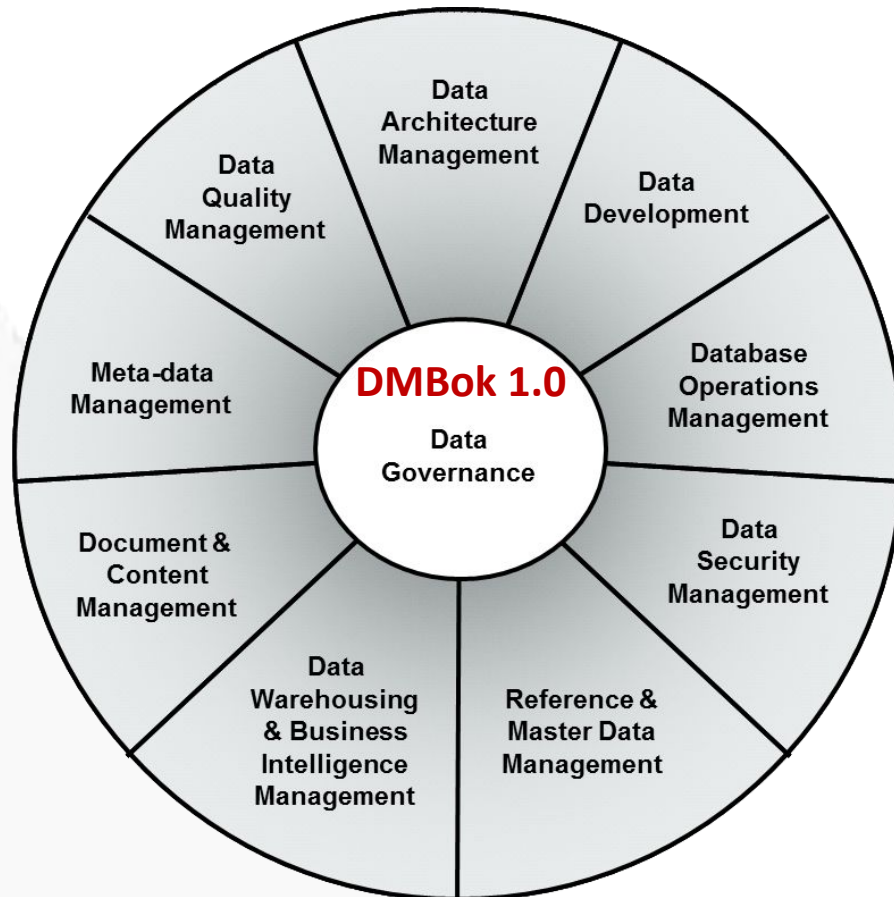 Data
Architecture
Management
Data
Development
Database
Operations
Management
Data
Security
Management
Reference &
Master Data
Management
Data
Warehousing
& Business
Intelligence
Management
Document &
Content
Management
Meta-data
Management
Data
Quality
Management
DMBok 1.0
Data
Governance